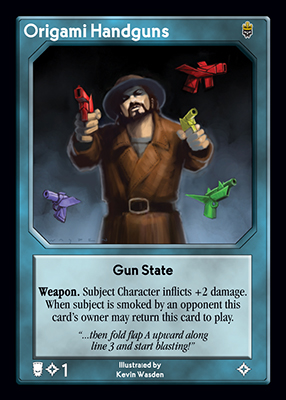 Origami Handguns
Gun State
Weapon. Subject Character inflicts +2 damage.
When subject is smoked by an opponent this
card's owner may return this card to play.
"...then fold flap A upward along
line 3 and start blasting!"
1
Illustrated by
Kevin Wasden